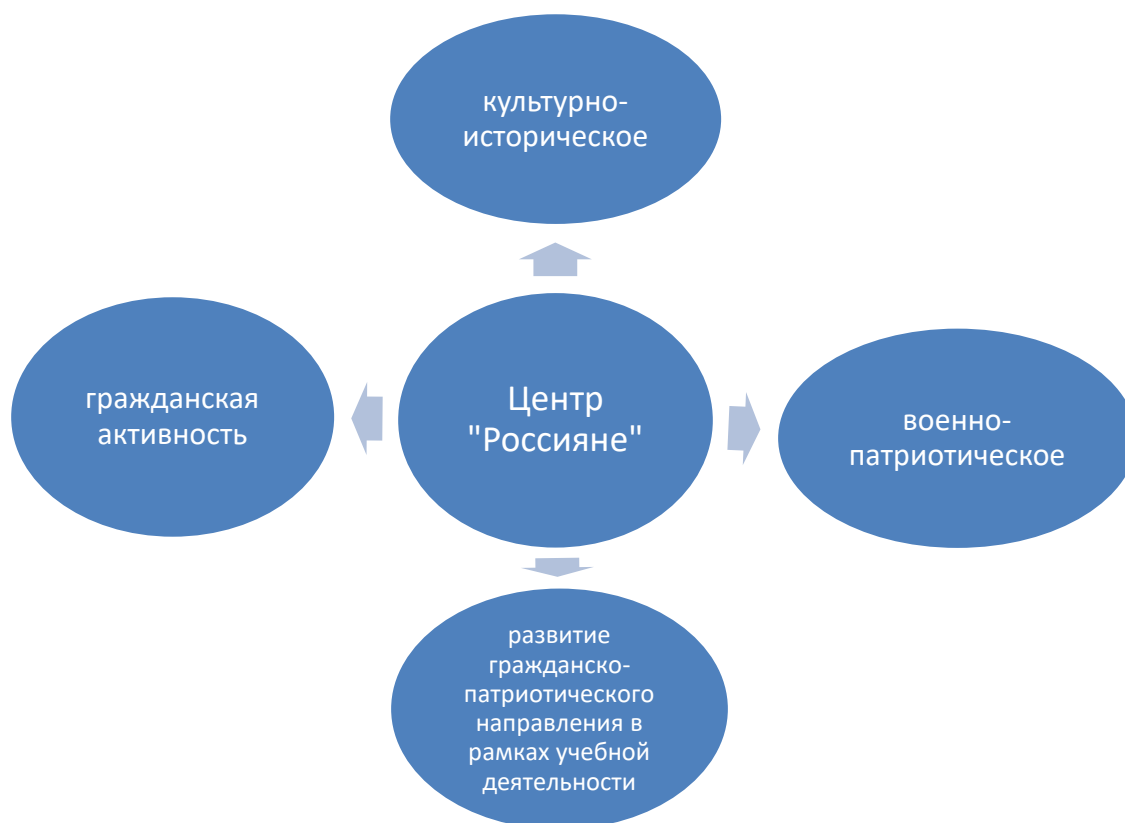 культурно-
историческое
гражданская
активность
Центр
"Россияне"
военно-
патриотическое
развитие
гражданско-
патриотического
направления в
рамках учебной
деятельности